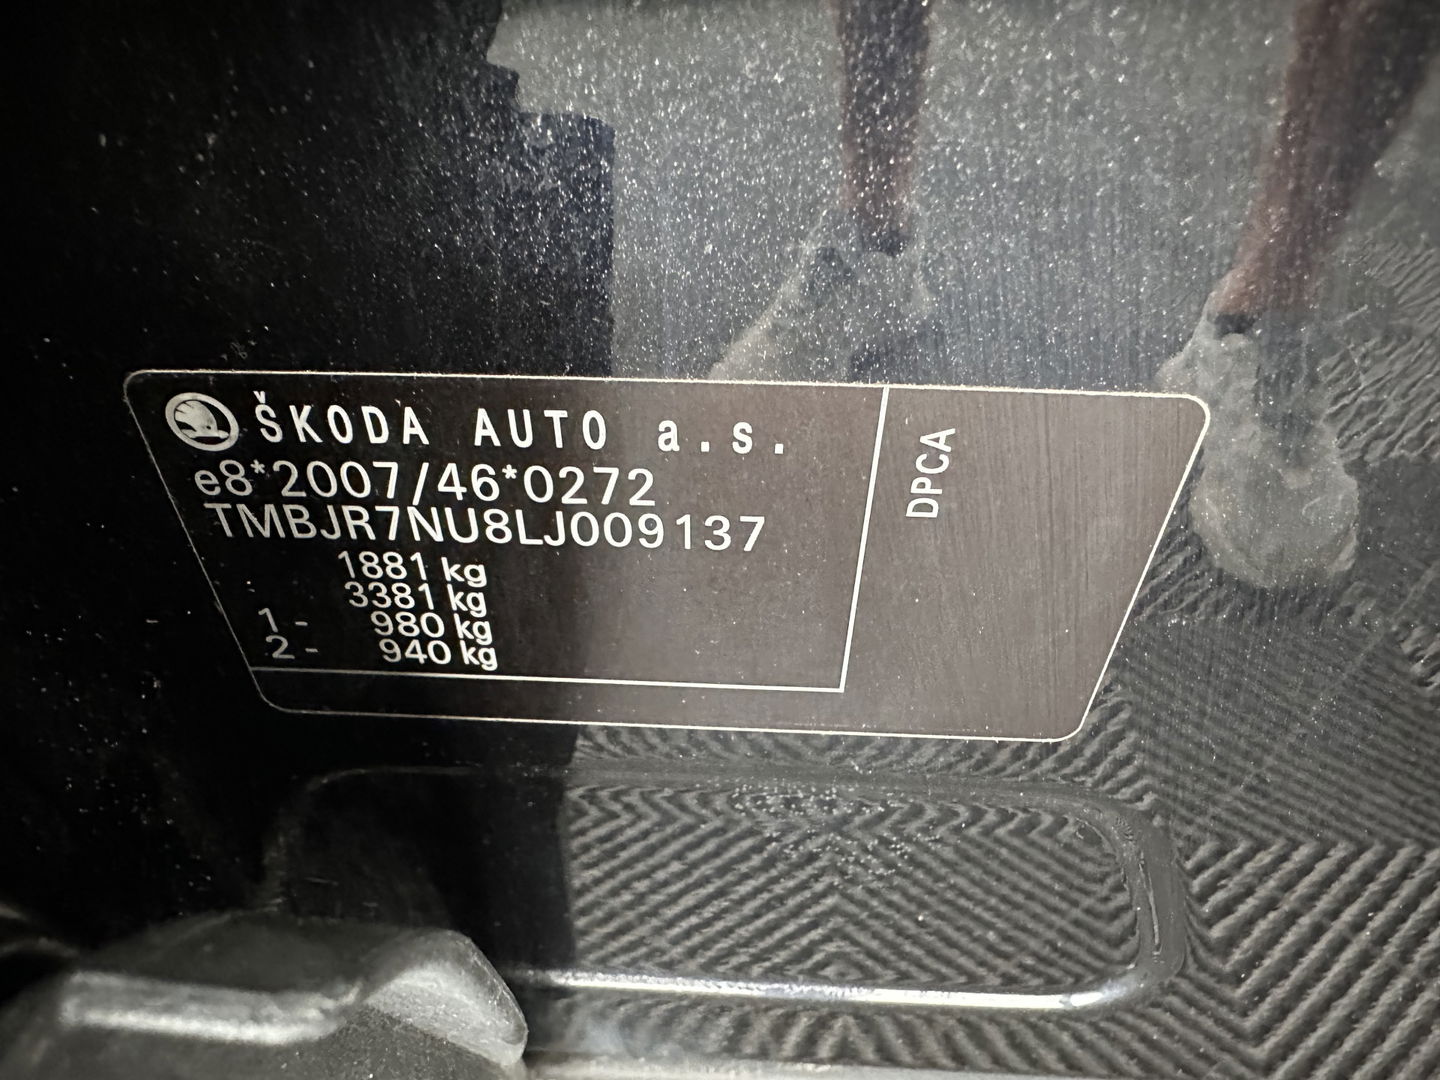 ŠKODA AUTO a.s.
e8*2007/46*0272
TMBJR7NU8LJ009137
1881 kg
3381 kg
1- 980 kg
2- 940 kg
DPCA